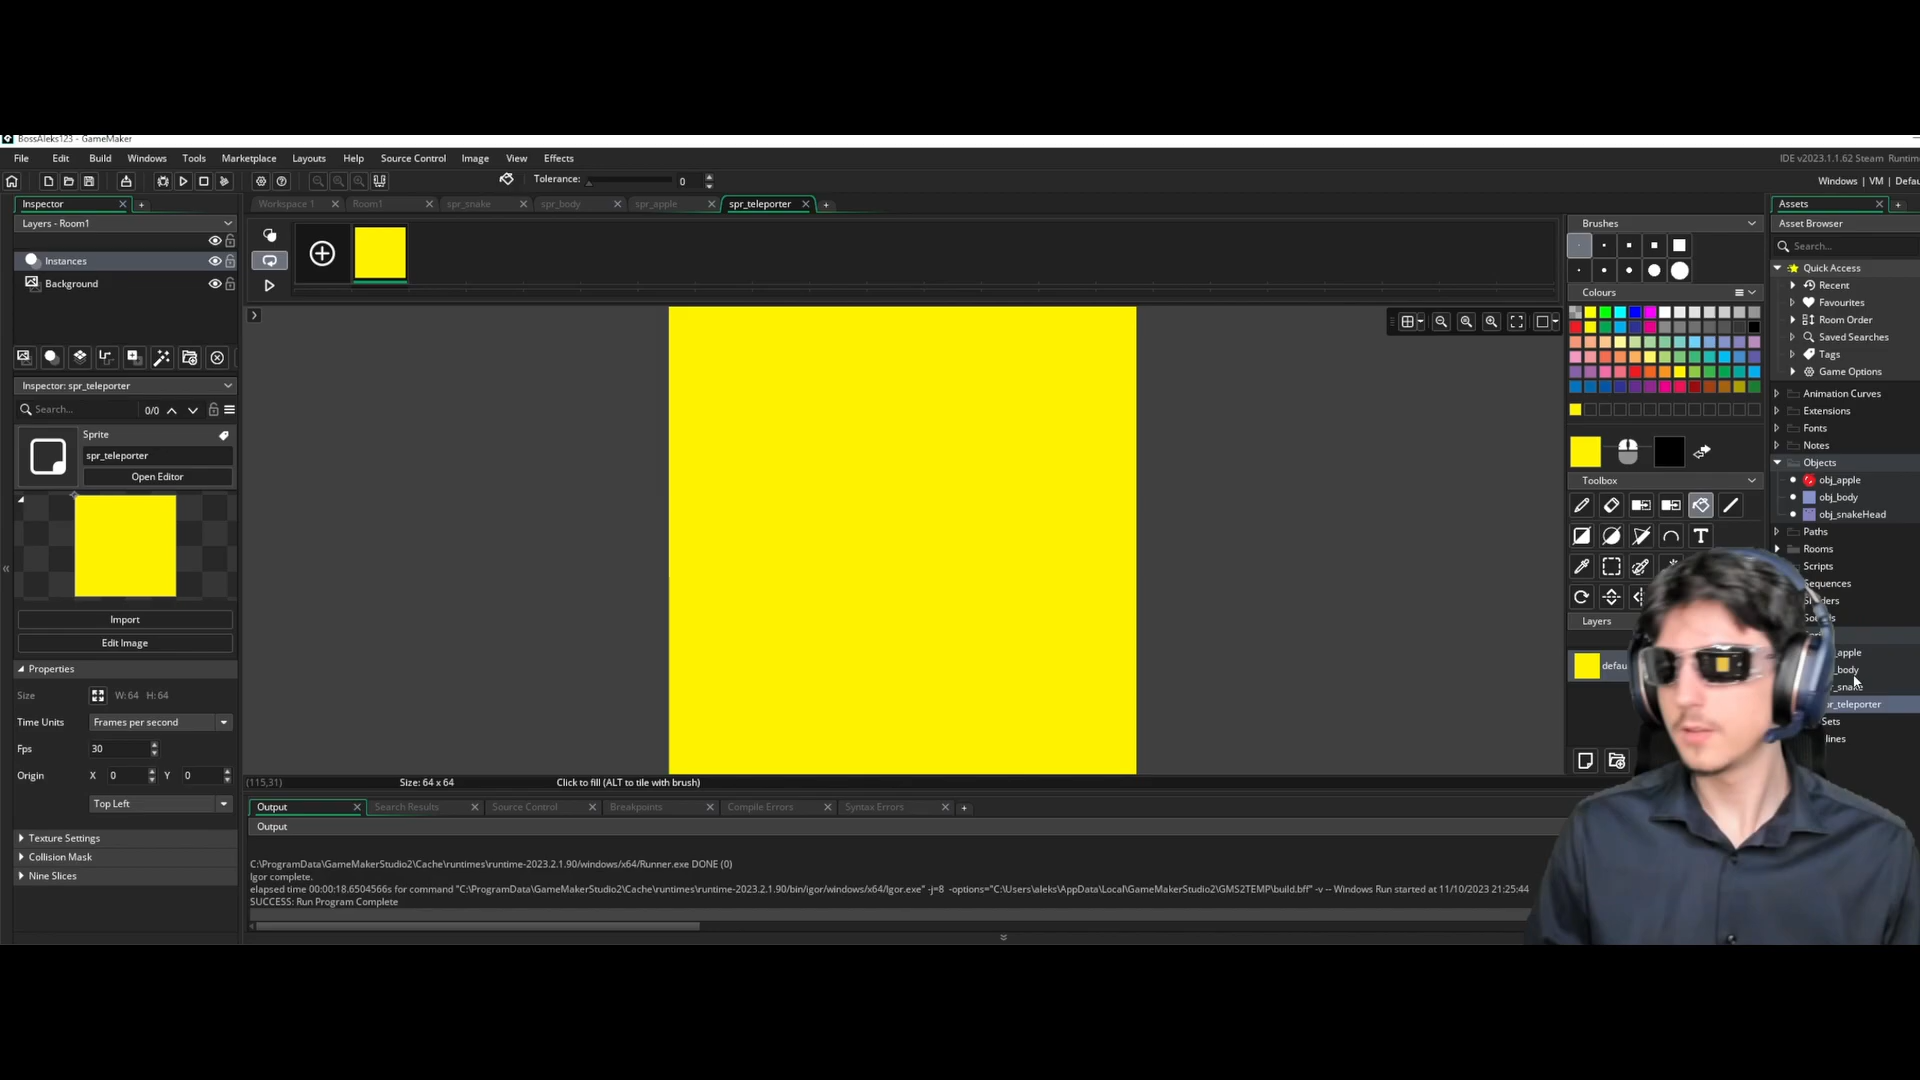 BossAleks123 - GameMaker
File Edit Build Windows Tools Marketplace Layouts Help Source Control Image View Effects
IDE v2023.1.1.62 Steam Runtime
Tolerance: 0
Windows | VM | Defau
Inspector
Workspace 1 Room1 spr_snake spr_body spr_apple spr_teleporter
Assets
Layers - Room1
Instances
Background
Inspector: spr_teleporter
Search... 0/0
Sprite
spr_teleporter
Open Editor
Import
Edit Image
Properties
Size W: 64 H: 64
Time Units Frames per second
Fps 30
Origin X 0 Y 0
Top Left
Texture Settings
Collision Mask
Nine Slices
(115,31) Size: 64 x 64 Click to fill (ALT to tile with brush)
Output Search Results Source Control Breakpoints Compile Errors Syntax Errors
Output
C:\ProgramData\GameMakerStudio2\Cache\runtimes\runtime-2023.2.1.90/windows/x64/Runner.exe DONE (0)
Igor complete.
elapsed time 00:00:18.6504566s for command "C:\ProgramData\GameMakerStudio2\Cache\runtimes\runtime-2023.2.1.90/bin/igor/windows/x64/Igor.exe" -j=8 -options="C:\Users\aleks\AppData\Local\GameMakerStudio2\GMS2TEMP\build.bff" -v -- Windows Run started at 11/10/2023 21:25:44
SUCCESS: Run Program Complete
Brushes
Colours
Toolbox
T
Layers
defau
Asset Browser
Search...
Quick Access
Recent
Favourites
Room Order
Saved Searches
Tags
Game Options
Animation Curves
Extensions
Fonts
Notes
Objects
obj_apple
obj_body
obj_snakeHead
Paths
Rooms
Scripts
Sequences
apple
body
snake
pr_teleporter
Sets
lines